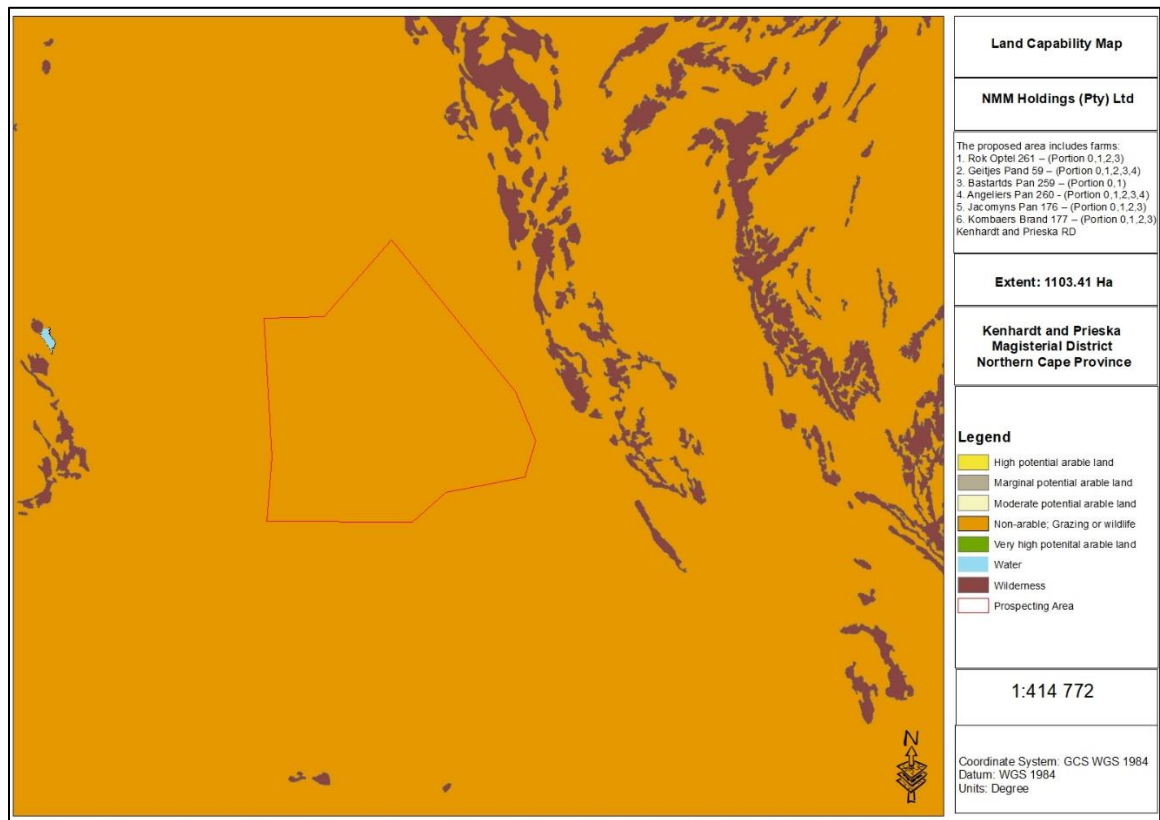 Land Capability Map
NMM Holdings (Pty) Ltd
The proposed area includes farms:
1. Rok Optel 261 – (Portion 0,1,2,3)
2. Geitjes Pand 59 – (Portion 0,1,2,3,4)
3. Bastartds Pan 259 – (Portion 0,1)
4. Angeliers Pan 260 - (Portion 0,1,2,3,4)
5. Jacomyns Pan 176 – (Portion 0,1,2,3)
6. Kombaers Brand 177 – (Portion 0,1,2,3)
Kenhardt and Prieska RD
Extent: 1103.41 Ha
Kenhardt and Prieska
Magisterial District
Northern Cape Province
Legend
High potential arable land
Marginal potential arable land
Moderate potential arable land
Non-arable; Grazing or wildlife
Very high potenital arable land
Water
Wilderness
Prospecting Area
1:414 772
N
Coordinate System: GCS WGS 1984
Datum: WGS 1984
Units: Degree